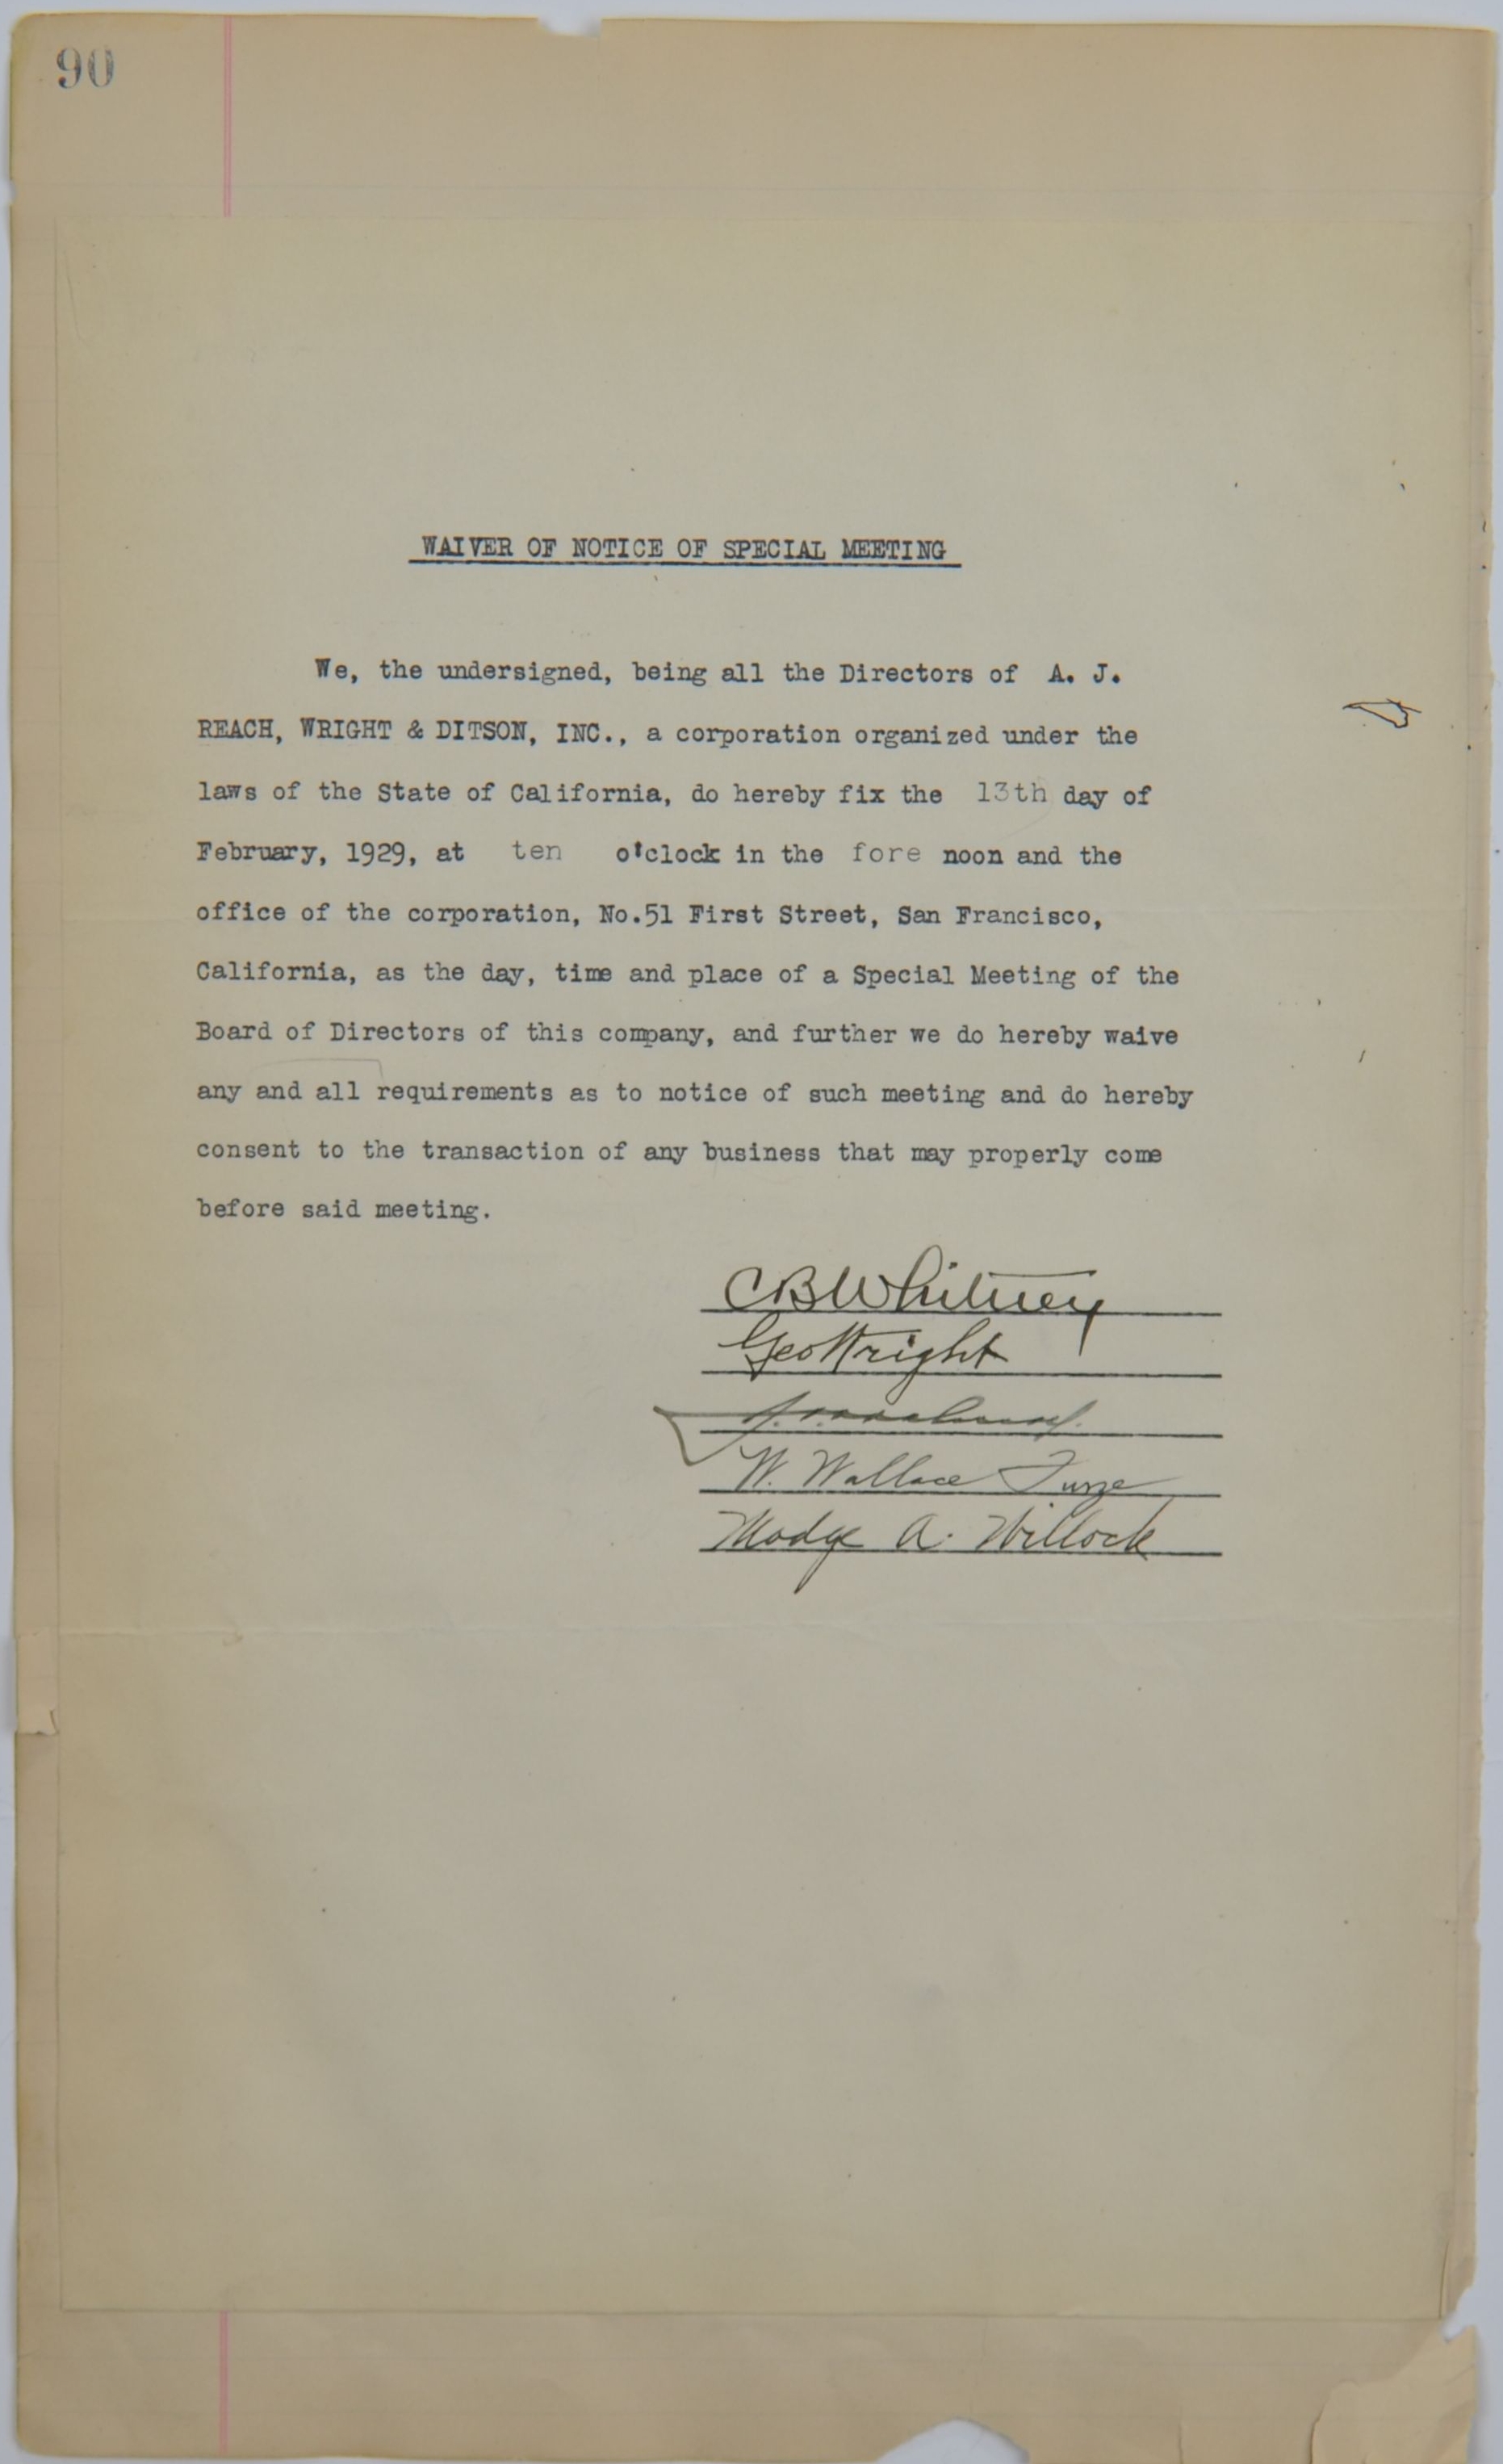 90
WAIVER OF NOTICE OF SPECIAL MEETING
We, the undersigned, being all the Directors of A. J.
REACH, WRIGHT & DITSON, INC., a corporation organized under the
laws of the State of California, do hereby fix the 13th day of
February, 1929, at ten o'clock in the fore noon and the
office of the corporation, No.51 First Street, San Francisco,
California, as the day, time and place of a Special Meeting of the
Board of Directors of this company, and further we do hereby waive
any and all requirements as to notice of such meeting and do hereby
consent to the transaction of any business that may properly come
before said meeting.
CB Whitney
Geo Wright
W. Wallace
Madge A. Willock